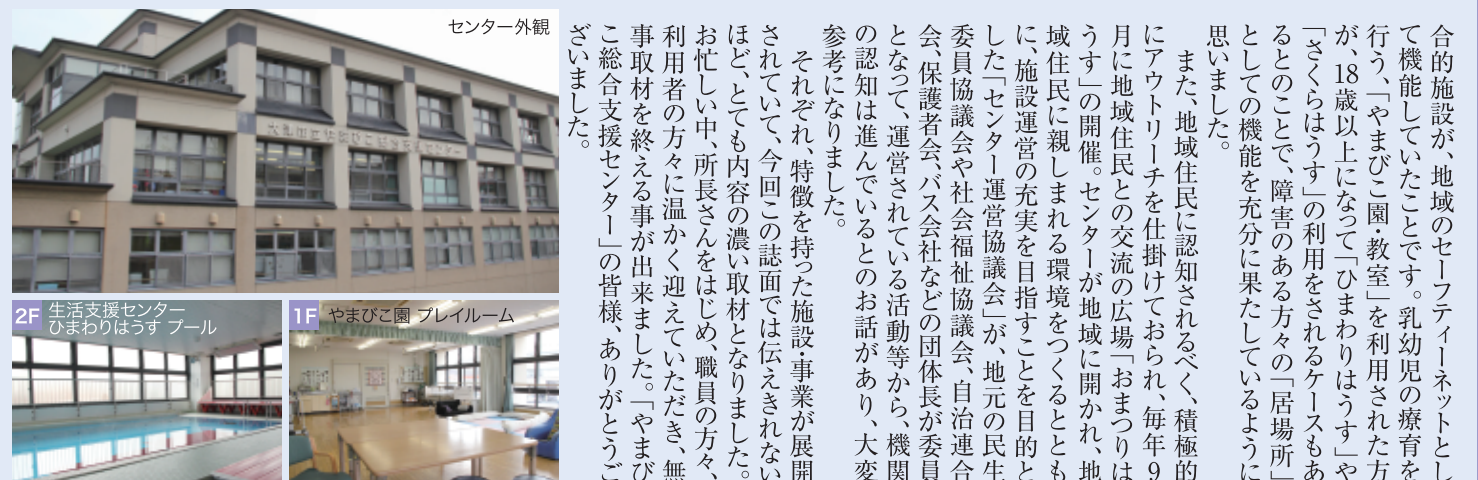 合的施設が、地域のセーフティーネットとし
て機能していたことです。乳幼児の療育を
行う、「やまびこ園・教室」を利用された方
が、18歳以上になって「ひまわりはうす」や
「さくらはうす」の利用をされるケースもあ
るとのことで、障害のある方々の「居場所」
としての機能を充分に果たしているように
思いました。
また、地域住民に認知されるべく、積極的
にアウトリーチを仕掛けておられ、毎年9
月に地域住民との交流の広場「おまつりは
うす」の開催。センターが地域に開かれ、地
域住民に親しまれる環境をつくるととも
に、施設運営の充実を目指すことを目的と
した「センター運営協議会」が、地元の民生
委員協議会や社会福祉協議会、自治連合
会、保護者会、バス会社などの団体長が委員
となって、運営されている活動等から、機関
の認知は進んでいるとのお話があり、大変
参考になりました。
それぞれ、特徴を持った施設・事業が展開
されていて、今回この誌面では伝えきれない
ほど、とても内容の濃い取材となりました。
お忙しい中、所長さんをはじめ、職員の方々、
利用者の方々に温かく迎えていただき、無
事取材を終える事が出来ました。「やまび
こ総合支援センター」の皆様、ありがとうご
ざいました。
センター外観
2F 生活支援センター
ひまわりはうす プール
1F やまびこ園 プレイルーム